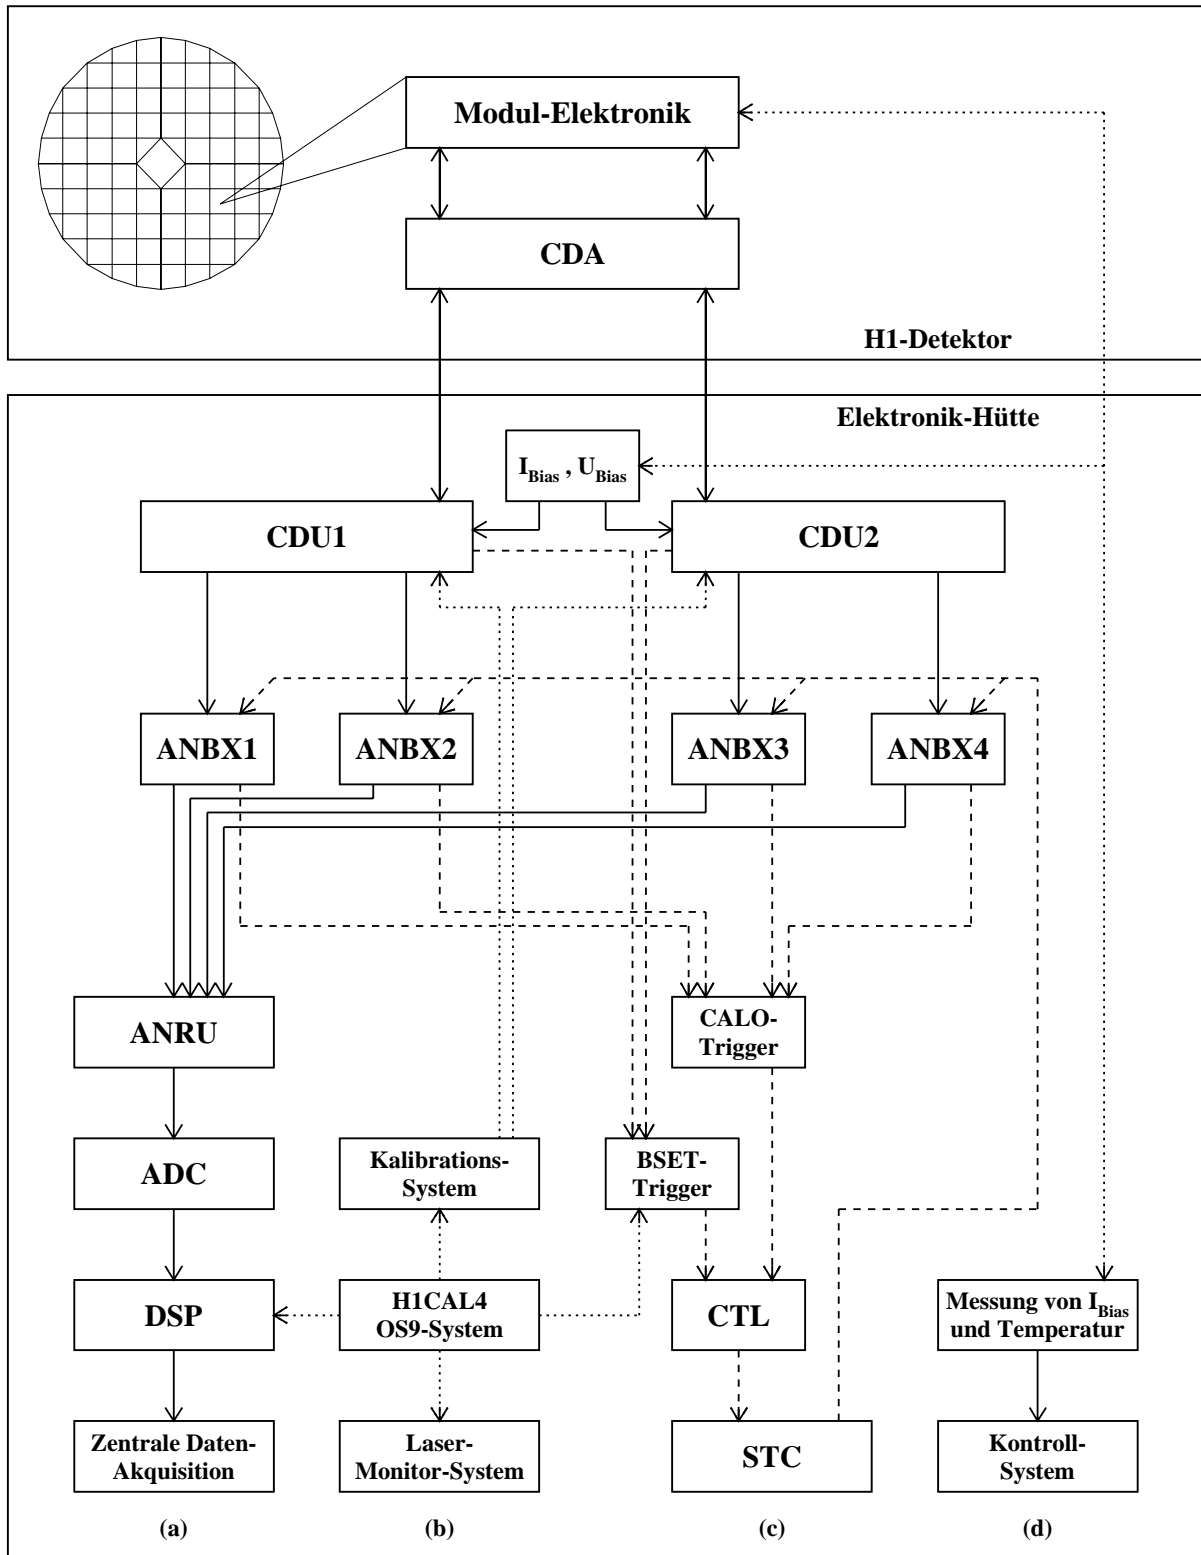 Modul-Elektronik
CDA
H1-Detektor
Elektronik-Hütte
I_Bias , U_Bias
CDU1
CDU2
ANBX1
ANBX2
ANBX3
ANBX4
ANRU
CALO-
Trigger
ADC
Kalibrations-
System
BSET-
Trigger
DSP
H1CAL4
OS9-System
CTL
Messung von I_Bias
und Temperatur
Zentrale Daten-
Akquisition
Laser-
Monitor-System
STC
Kontroll-
System
(a)
(b)
(c)
(d)